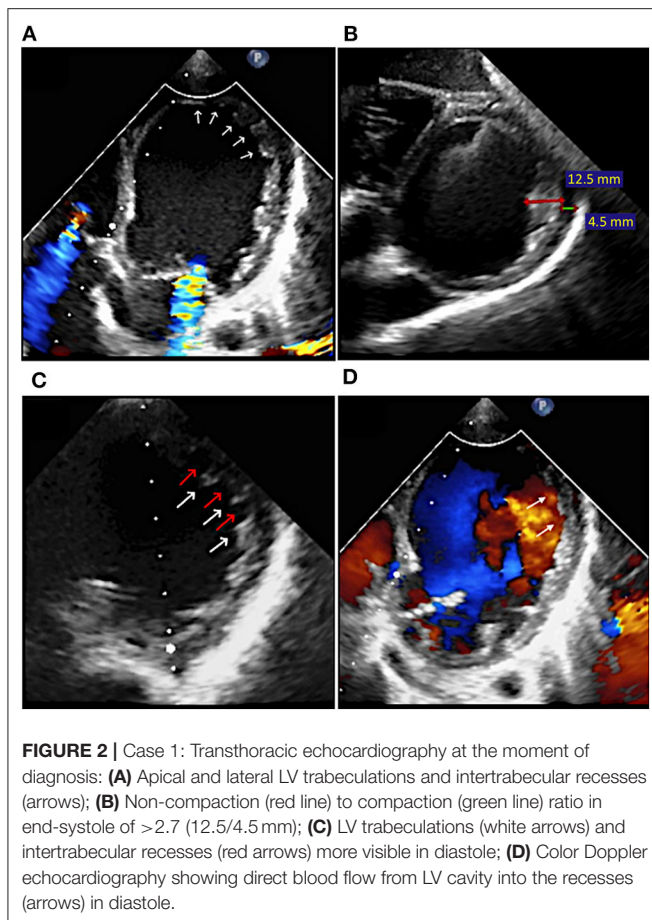 A
B
P
12.5 mm
4.5 mm
C
D
P
FIGURE 2 | Case 1: Transthoracic echocardiography at the moment of
diagnosis: (A) Apical and lateral LV trabeculations and intertrabecular recesses
(arrows); (B) Non-compaction (red line) to compaction (green line) ratio in
end-systole of >2.7 (12.5/4.5 mm); (C) LV trabeculations (white arrows) and
intertrabecular recesses (red arrows) more visible in diastole; (D) Color Doppler
echocardiography showing direct blood flow from LV cavity into the recesses
(arrows) in diastole.